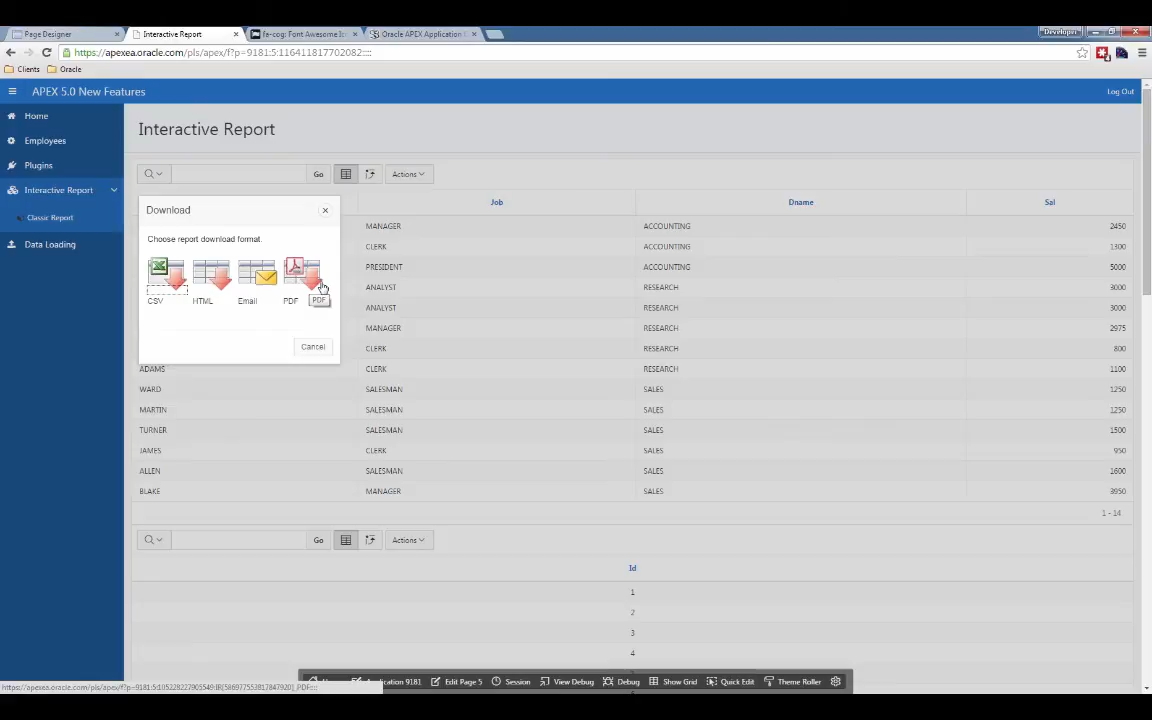 Page Designer
Interactive Report
fa-cog: Font Awesome Ic
Oracle APEX Application
Developer
https://apexea.oracle.com/pls/apex/f?p=9181:5:116411817702082::::
Clients
Oracle
APEX 5.0 New Features
Log Out
Home
Employees
Plugins
Interactive Report
Classic Report
Data Loading
Interactive Report
Go
Actions
Job
Dname
Sal
Download
Choose report download format.
CSV
HTML
Email
PDF
PDF
Cancel
MANAGER ACCOUNTING 2450
CLERK ACCOUNTING 1300
PRESIDENT ACCOUNTING 5000
ANALYST RESEARCH 3000
ANALYST RESEARCH 3000
MANAGER RESEARCH 2975
CLERK RESEARCH 800
ADAMS CLERK RESEARCH 1100
WARD SALESMAN SALES 1250
MARTIN SALESMAN SALES 1250
TURNER SALESMAN SALES 1500
JAMES CLERK SALES 950
ALLEN SALESMAN SALES 1600
BLAKE MANAGER SALES 3950
1 - 14
Go
Actions
Id
1
2
3
4
Application 9181
Edit Page 5
Session
View Debug
Debug
Show Grid
Quick Edit
Theme Roller